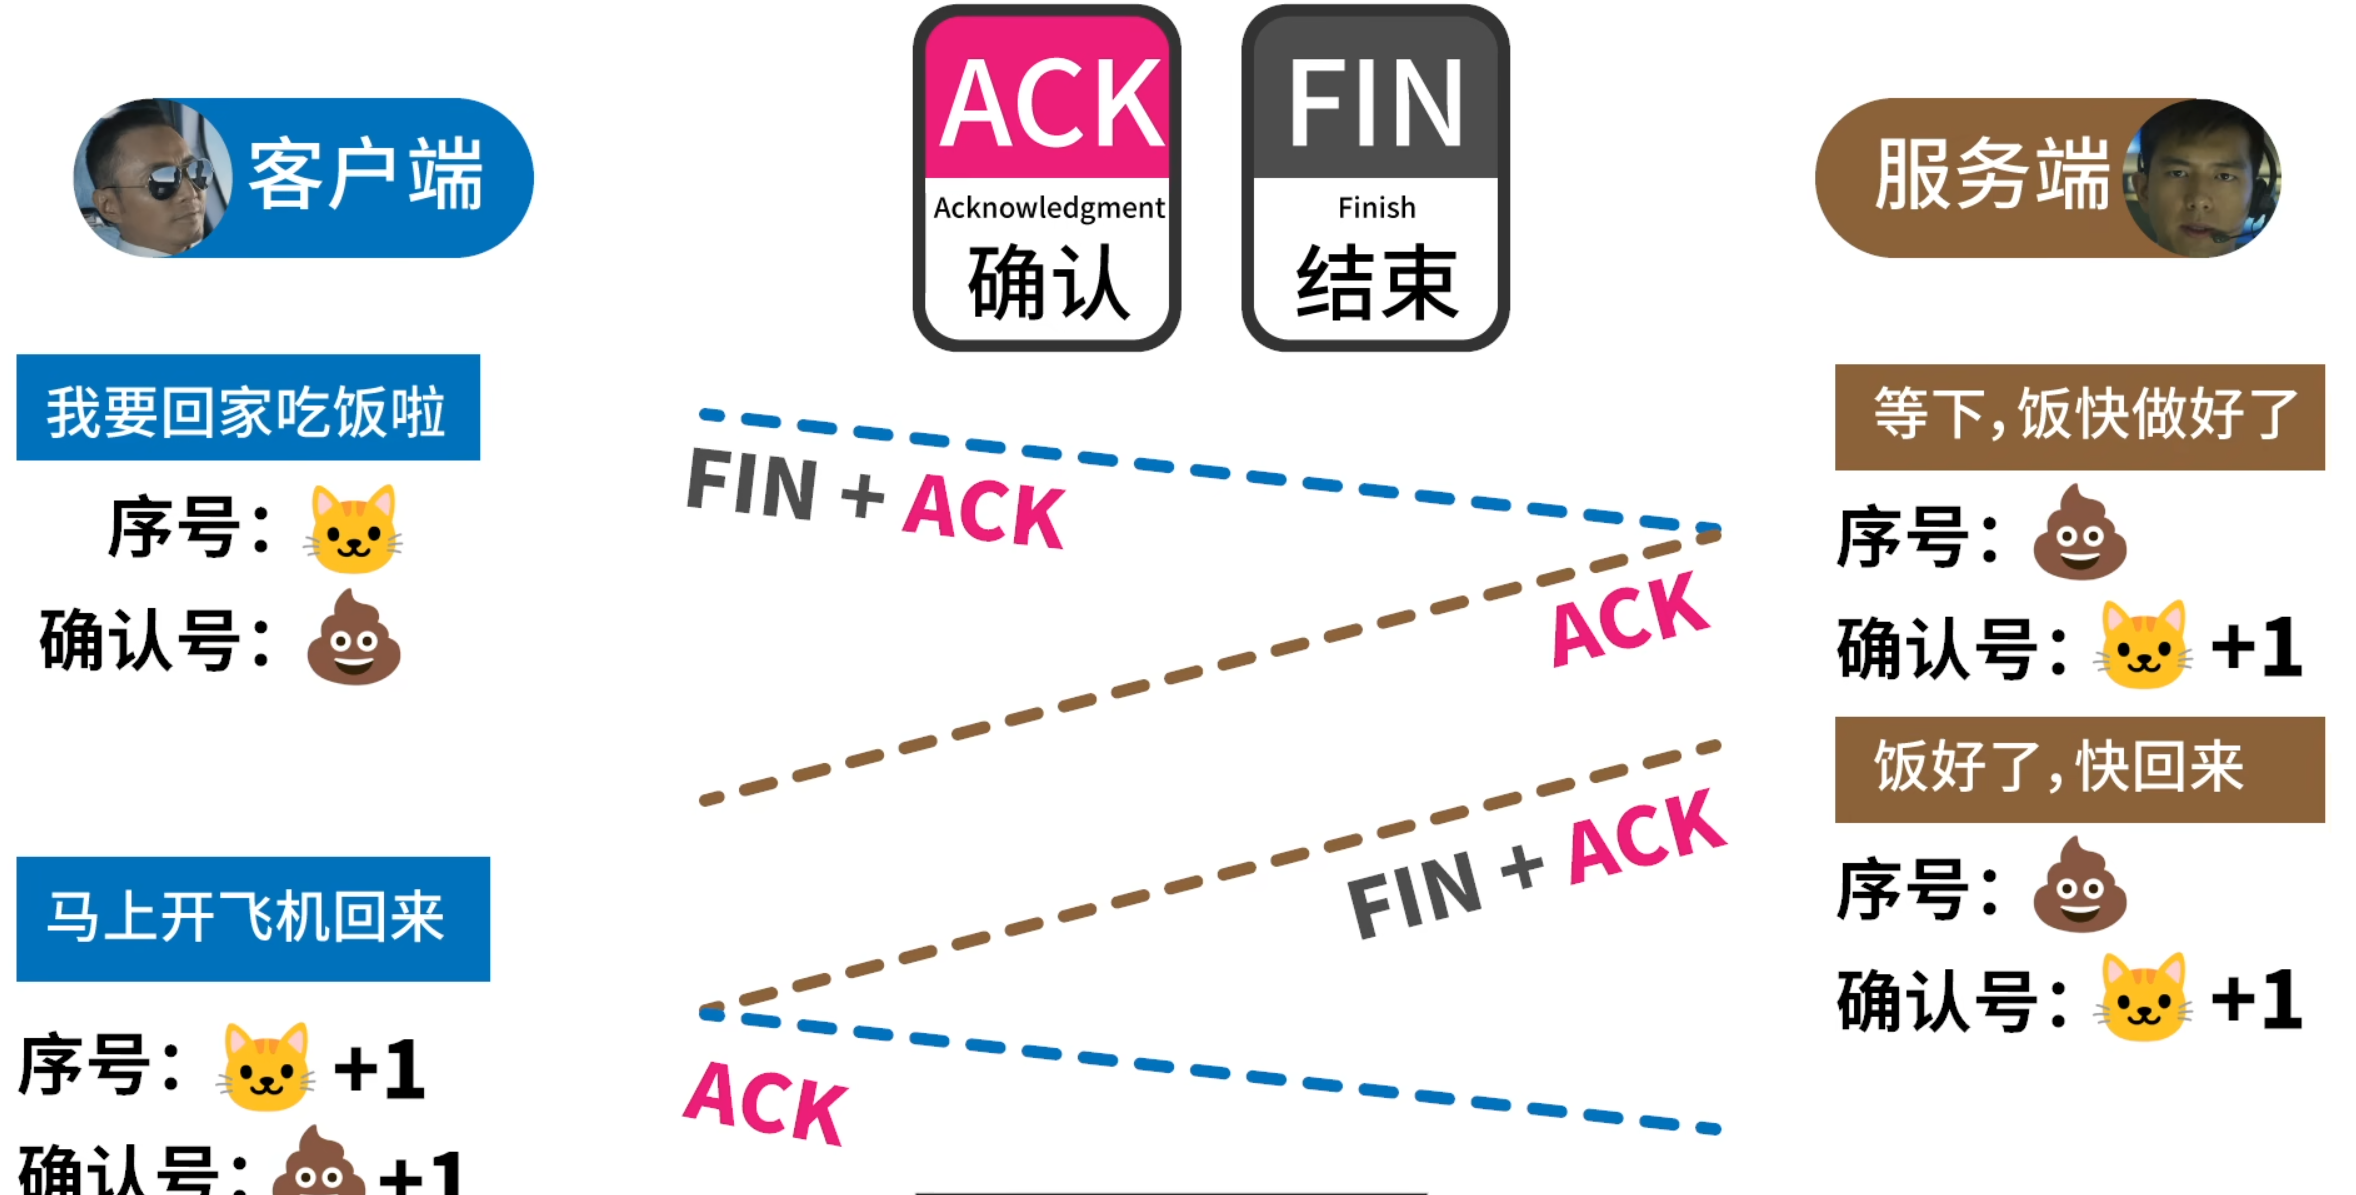 ACK
Acknowledgment
确认
FIN
Finish
结束
客户端
服务端
我要回家吃饭啦
序号：
确认号：
FIN + ACK
等下，饭快做好了
序号：
确认号： +1
ACK
饭好了，快回来
序号：
确认号： +1
FIN + ACK
马上开飞机回来
序号： +1
确认号： +1
ACK